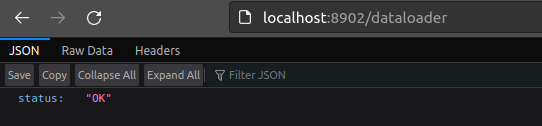 localhost:8902/dataloader
JSON Raw Data Headers
Save Copy Collapse All Expand All Filter JSON
status: "OK"